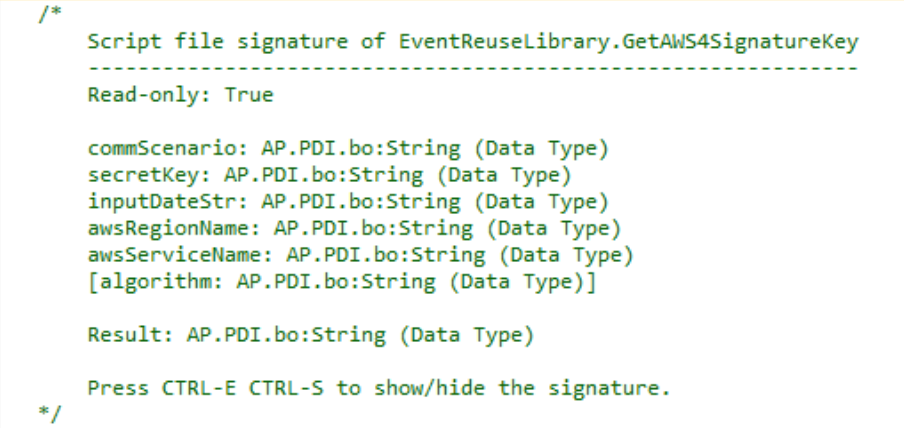 /*
Script file signature of EventReuseLibrary.GetAWS4SignatureKey
--------------------------------------------------------------
Read-only: True
commScenario: AP.PDI.bo:String (Data Type)
secretKey: AP.PDI.bo:String (Data Type)
inputDateStr: AP.PDI.bo:String (Data Type)
awsRegionName: AP.PDI.bo:String (Data Type)
awsServiceName: AP.PDI.bo:String (Data Type)
[algorithm: AP.PDI.bo:String (Data Type)]
Result: AP.PDI.bo:String (Data Type)
Press CTRL-E CTRL-S to show/hide the signature.
*/